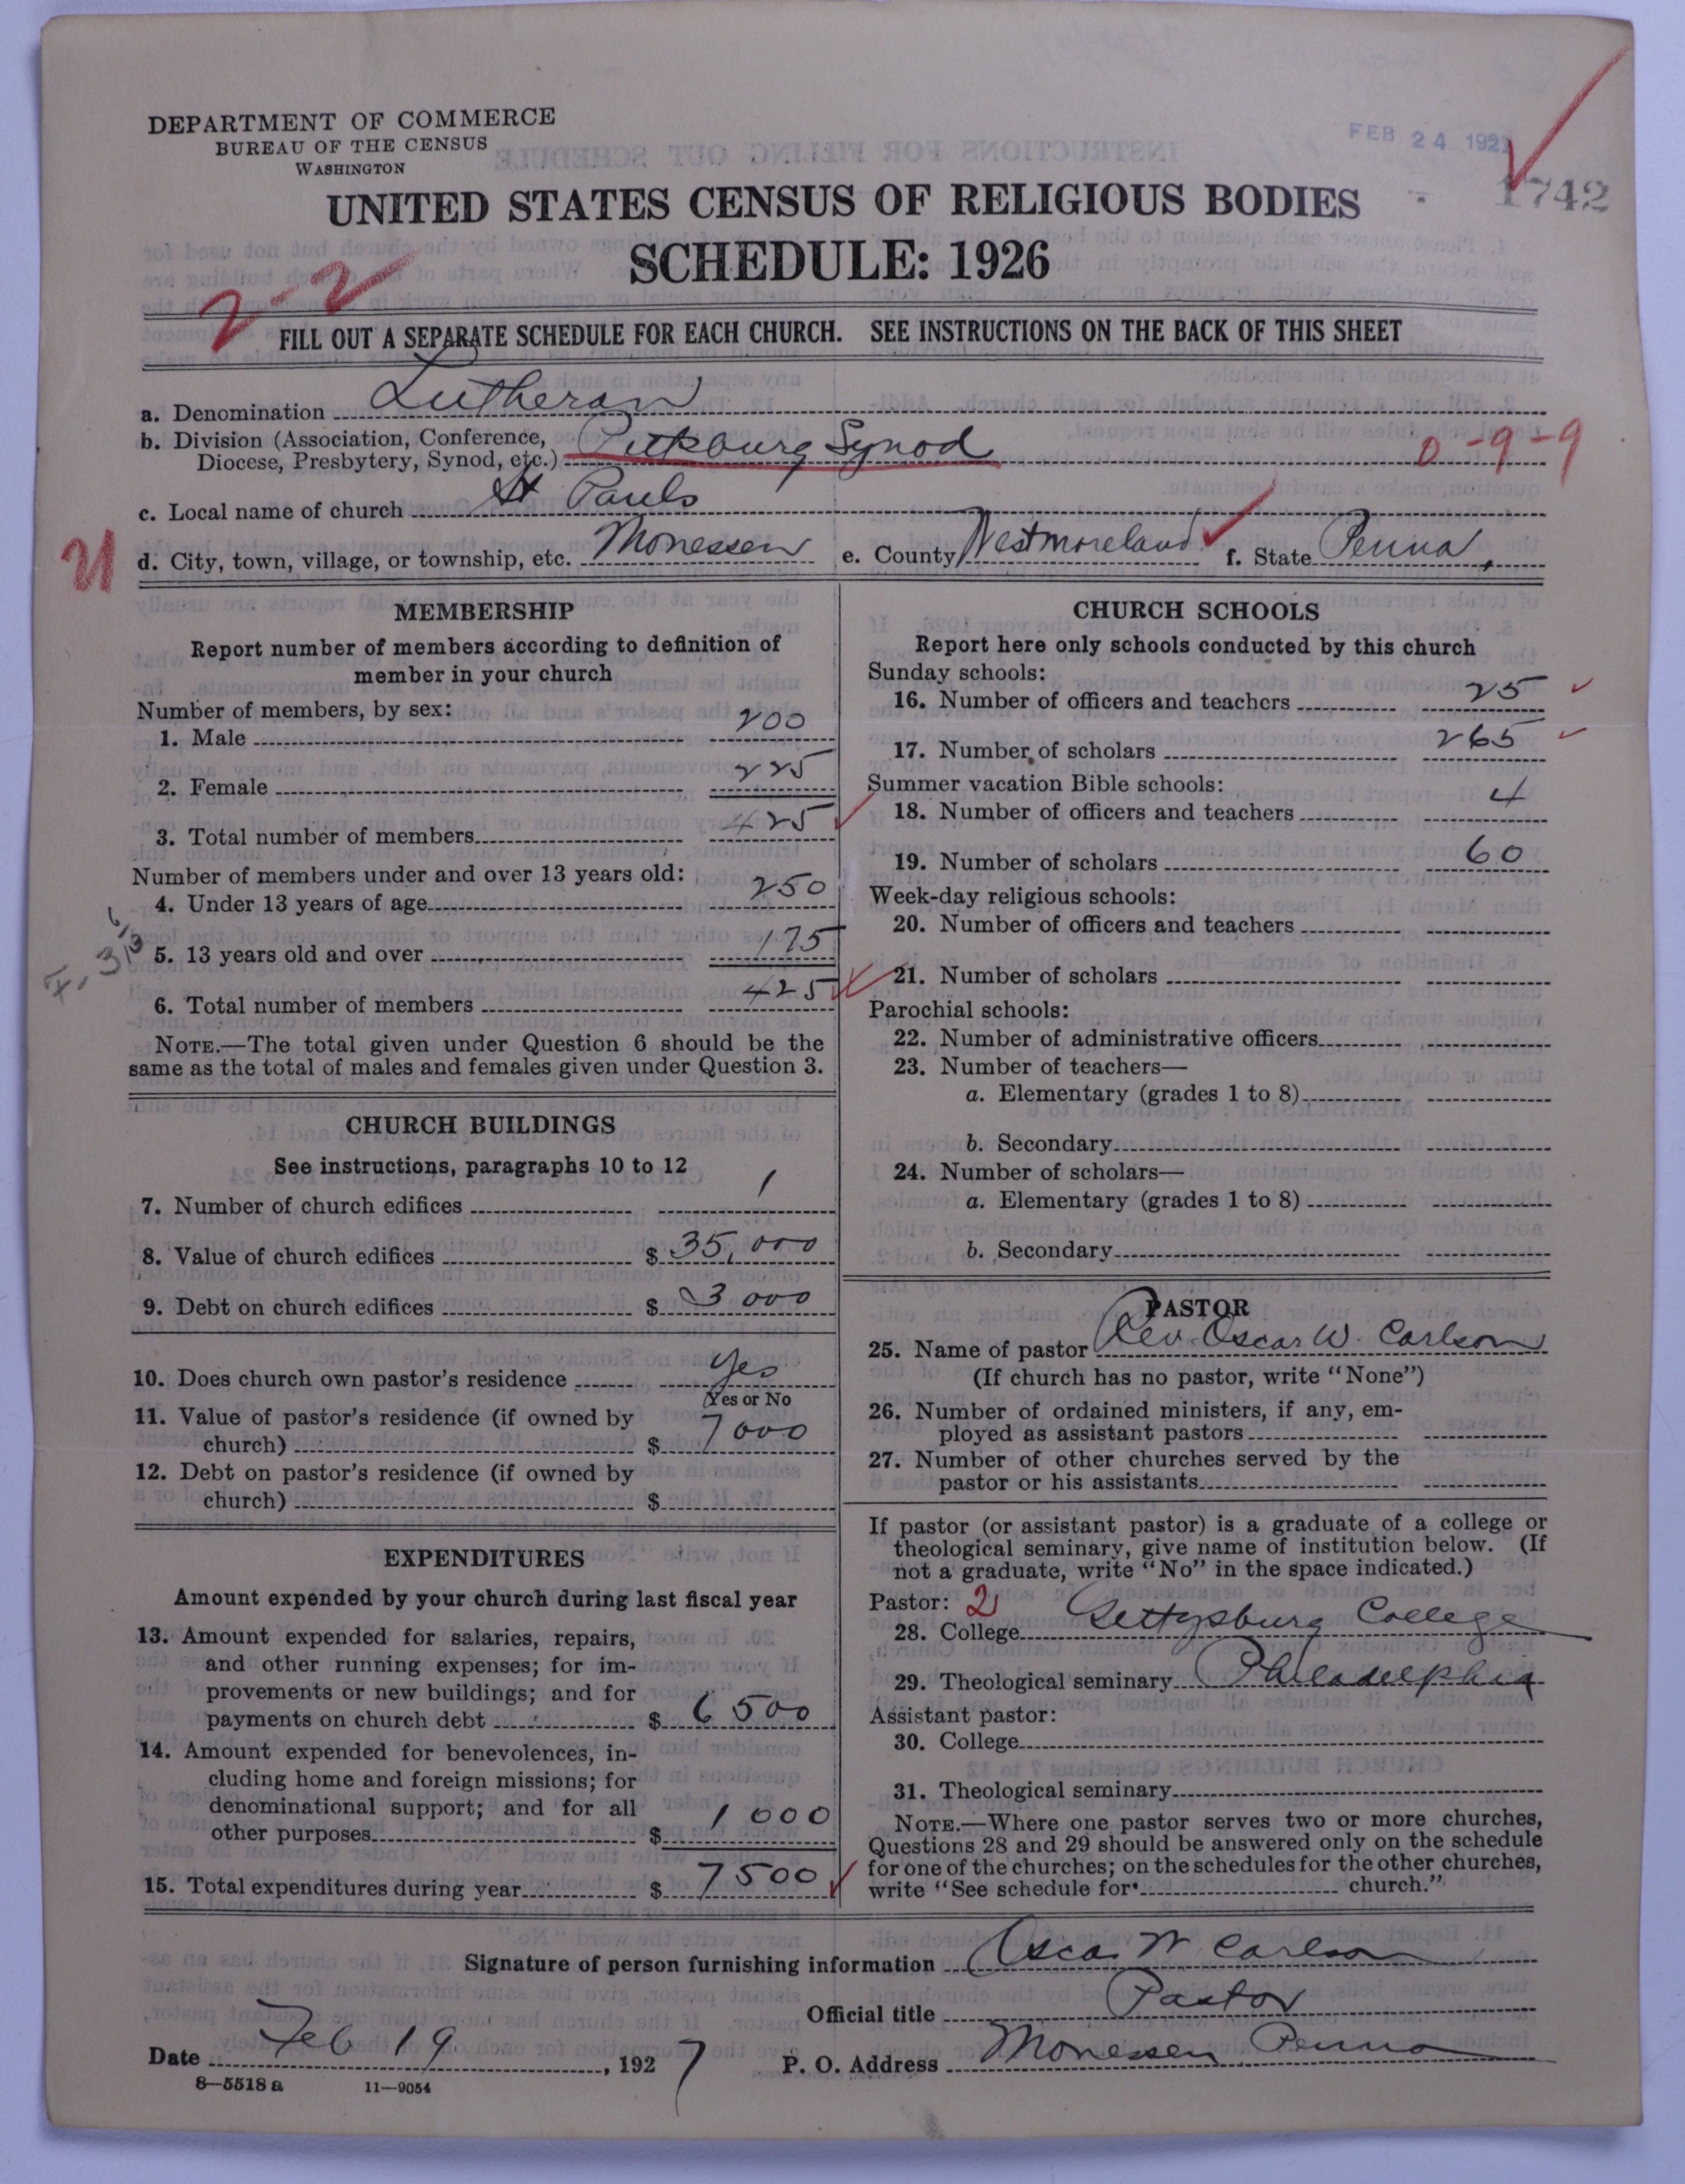 DEPARTMENT OF COMMERCE
BUREAU OF THE CENSUS
WASHINGTON
FEB 24 1927
1742
UNITED STATES CENSUS OF RELIGIOUS BODIES
SCHEDULE: 1926
2-2
FILL OUT A SEPARATE SCHEDULE FOR EACH CHURCH. SEE INSTRUCTIONS ON THE BACK OF THIS SHEET
a. Denomination Lutheran
b. Division (Association, Conference,
Diocese, Presbytery, Synod, etc.) Pittsburg Synod 0-9-9
c. Local name of church St Pauls
d. City, town, village, or township, etc. Monessen e. County Westmoreland f. State Penna.
MEMBERSHIP
Report number of members according to definition of
member in your church
Number of members, by sex:
1. Male 200
2. Female 225
3. Total number of members 425
Number of members under and over 13 years old:
4. Under 13 years of age 250
5. 13 years old and over 175
6. Total number of members 425
NOTE.—The total given under Question 6 should be the
same as the total of males and females given under Question 3.
CHURCH BUILDINGS
See instructions, paragraphs 10 to 12
7. Number of church edifices 1
8. Value of church edifices $ 35,000
9. Debt on church edifices $ 3000
10. Does church own pastor's residence Yes
Yes or No
11. Value of pastor's residence (if owned by
church) $ 7000
12. Debt on pastor's residence (if owned by
church) $
EXPENDITURES
Amount expended by your church during last fiscal year
13. Amount expended for salaries, repairs,
and other running expenses; for im-
provements or new buildings; and for
payments on church debt $ 6500
14. Amount expended for benevolences, in-
cluding home and foreign missions; for
denominational support; and for all
other purposes $ 1000
15. Total expenditures during year $ 7500
CHURCH SCHOOLS
Report here only schools conducted by this church
Sunday schools:
16. Number of officers and teachers 25
17. Number of scholars 265
Summer vacation Bible schools:
18. Number of officers and teachers 4
19. Number of scholars 60
Week-day religious schools:
20. Number of officers and teachers
21. Number of scholars
Parochial schools:
22. Number of administrative officers
23. Number of teachers—
a. Elementary (grades 1 to 8)
b. Secondary
24. Number of scholars—
a. Elementary (grades 1 to 8)
b. Secondary
PASTOR
25. Name of pastor Rev. Oscar W. Carlson
(If church has no pastor, write "None")
26. Number of ordained ministers, if any, em-
ployed as assistant pastors
27. Number of other churches served by the
pastor or his assistants
If pastor (or assistant pastor) is a graduate of a college or
theological seminary, give name of institution below. (If
not a graduate, write "No" in the space indicated.)
Pastor: 2
28. College Gettysburg College
29. Theological seminary Philadelphia
Assistant pastor:
30. College
31. Theological seminary
NOTE.—Where one pastor serves two or more churches,
Questions 28 and 29 should be answered only on the schedule
for one of the churches; on the schedules for the other churches,
write "See schedule for church."
Signature of person furnishing information Oscar W. Carlson
Official title Pastor
Date Feb 19, 1927 P. O. Address Monessen Penna
8—5518 a 11—9054